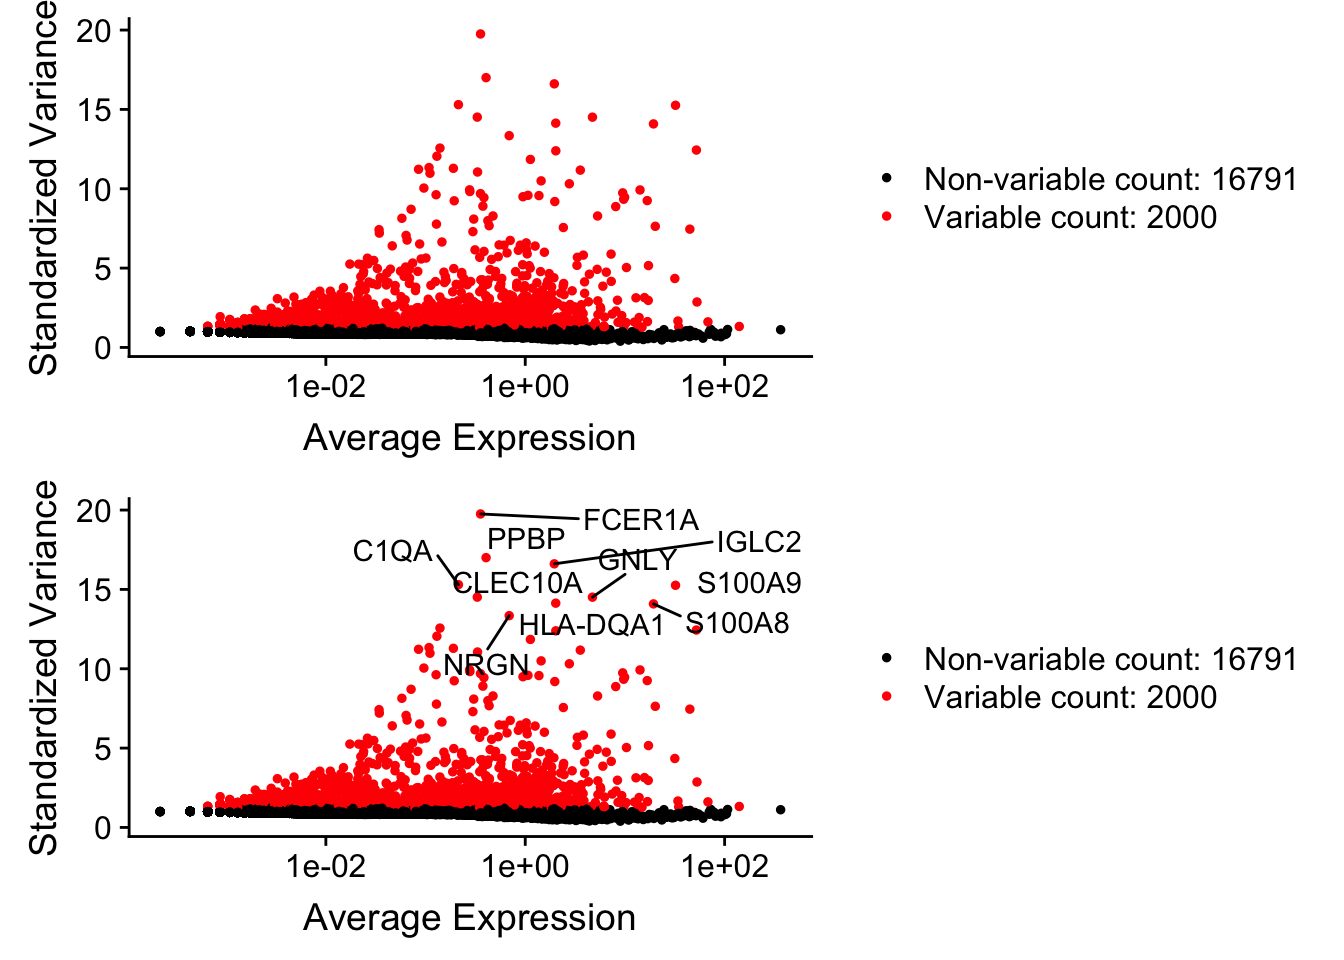 Standardized Variance
20
15
10
5
0
1e-02 1e+00 1e+02
Average Expression
Non-variable count: 16791
Variable count: 2000
Standardized Variance
20
15
10
5
0
FCER1A
PPBP
IGLC2
C1QA
GNLY
CLEC10A
S100A9
HLA-DQA1
S100A8
NRGN
1e-02 1e+00 1e+02
Average Expression
Non-variable count: 16791
Variable count: 2000